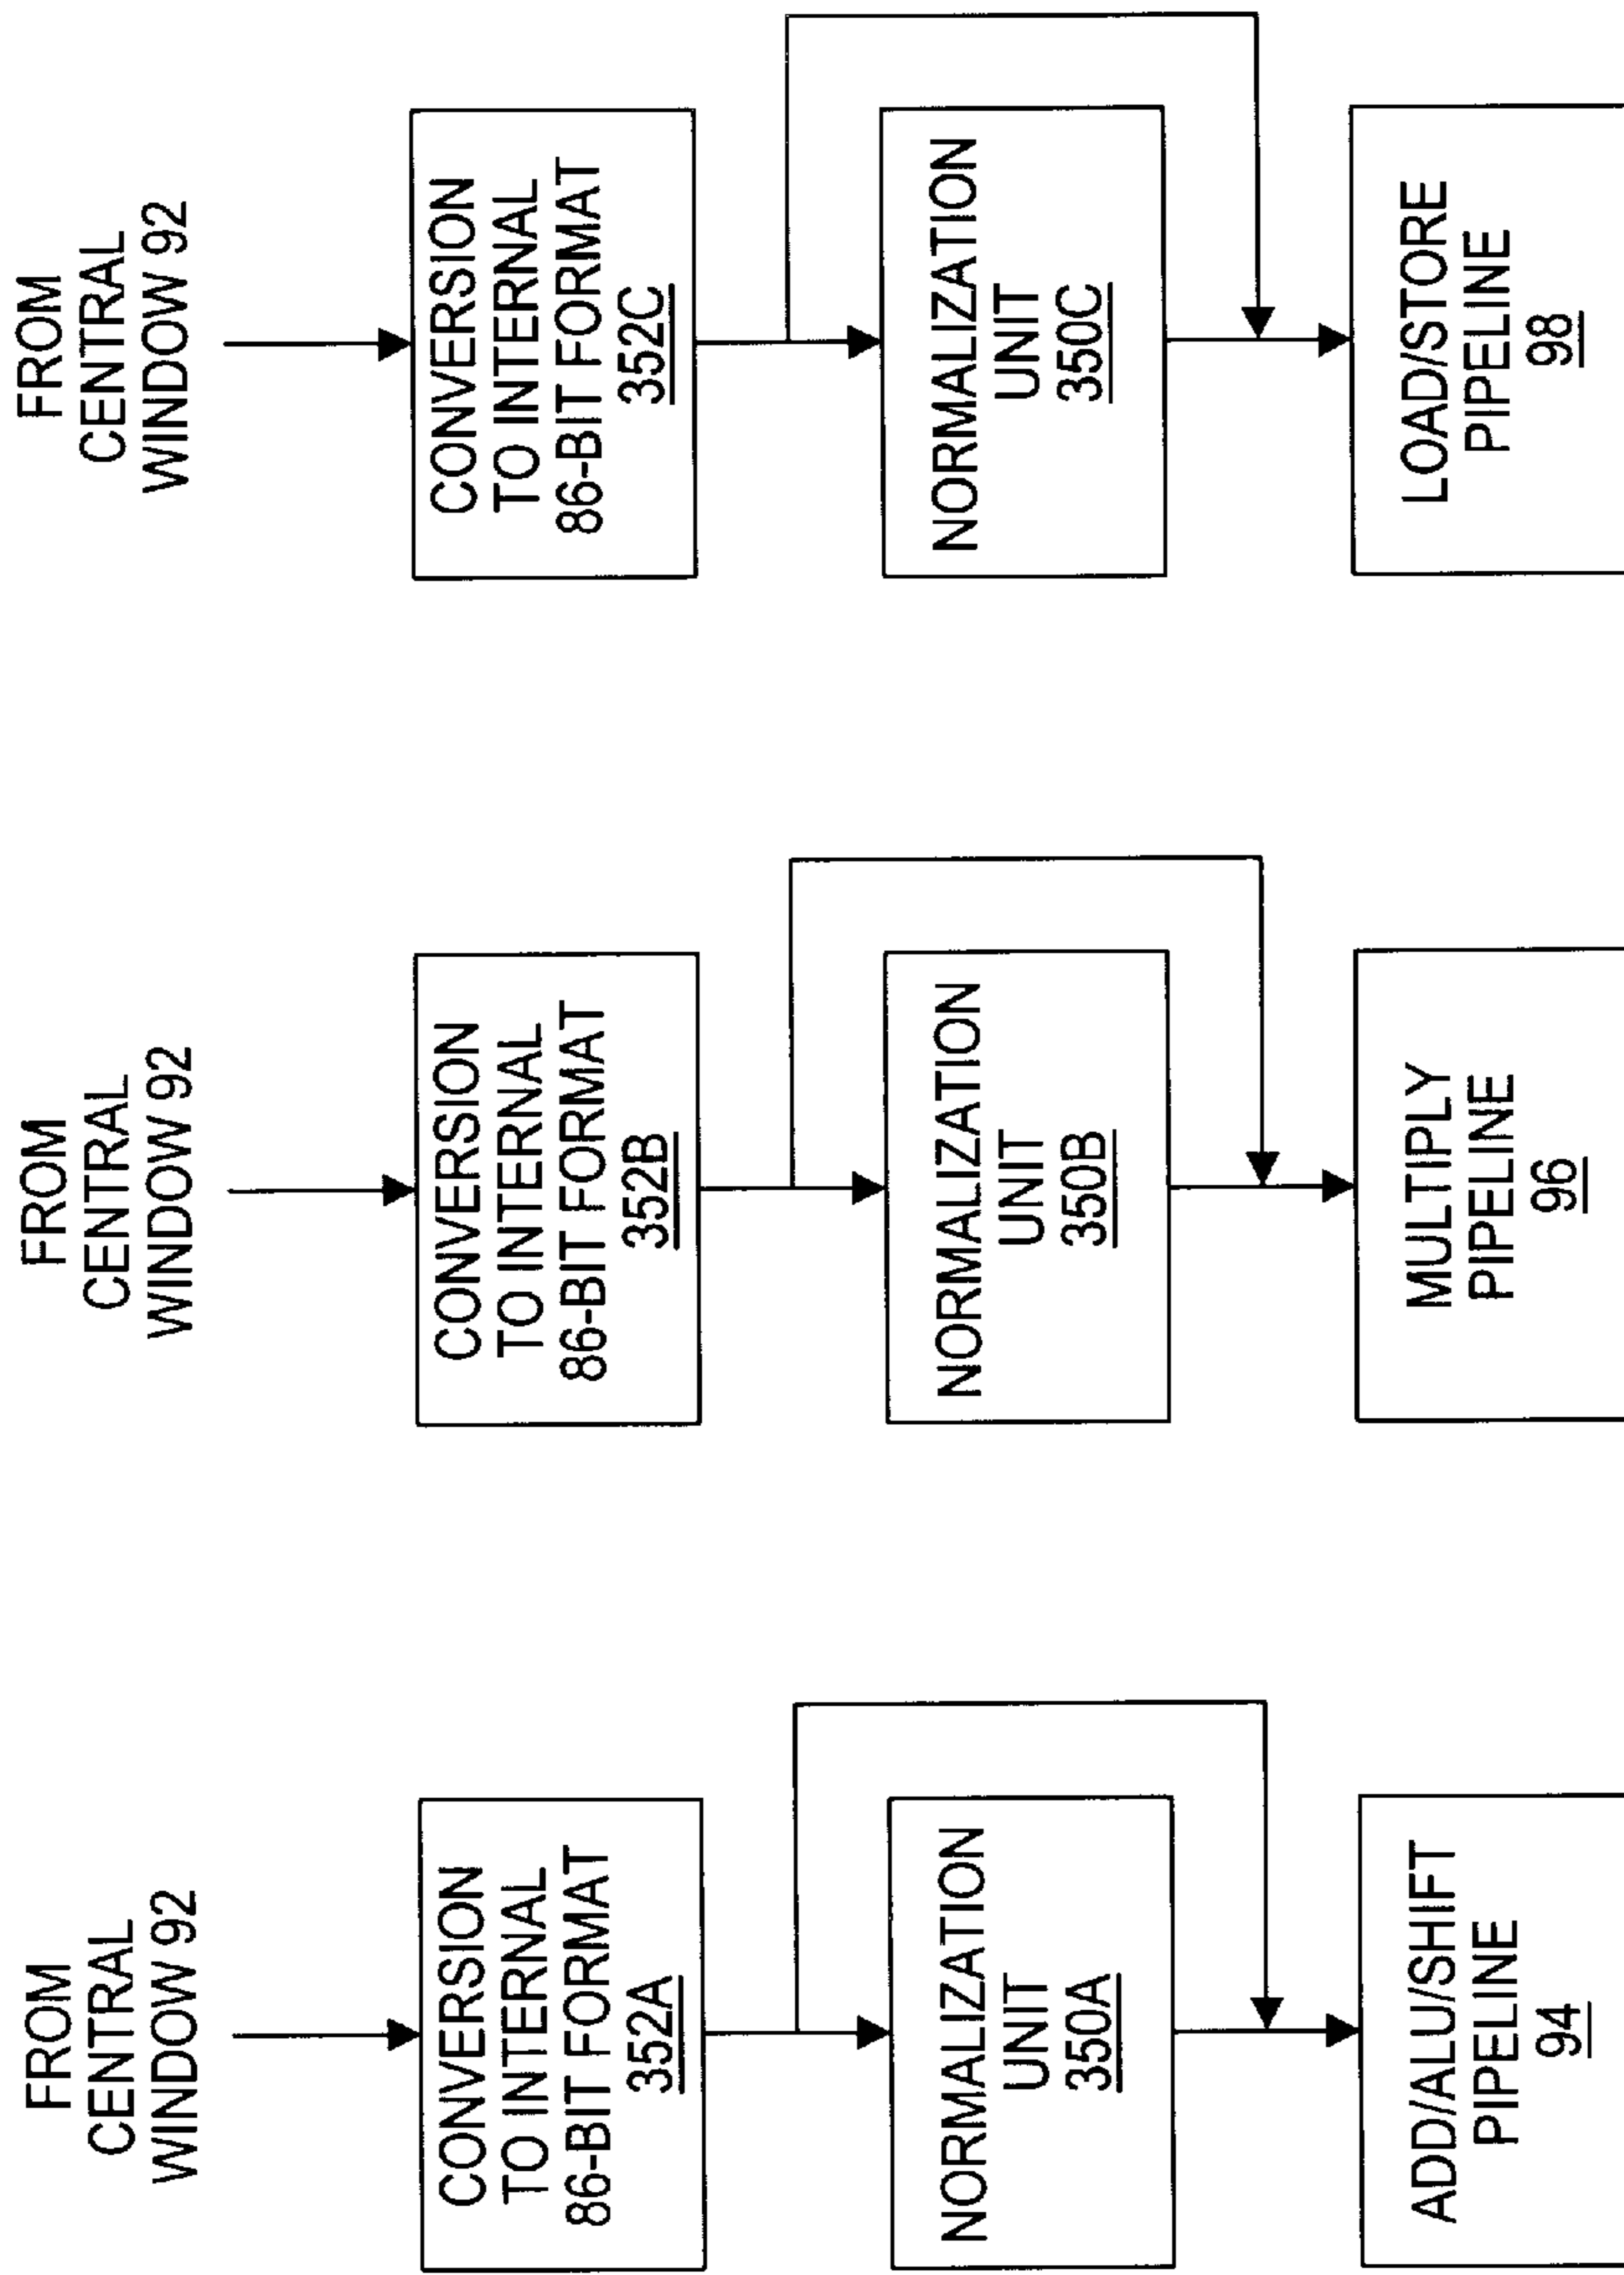 FROM
CENTRAL
WINDOW 92
CONVERSION
TO INTERNAL
86-BIT FORMAT
352A
NORMALIZATION
UNIT
350A
ADD/ALU/SHIFT
PIPELINE
94
FROM
CENTRAL
WINDOW 92
CONVERSION
TO INTERNAL
86-BIT FORMAT
352B
NORMALIZATION
UNIT
350B
MULTIPLY
PIPELINE
96
FROM
CENTRAL
WINDOW 92
CONVERSION
TO INTERNAL
86-BIT FORMAT
352C
NORMALIZATION
UNIT
350C
LOAD/STORE
PIPELINE
98